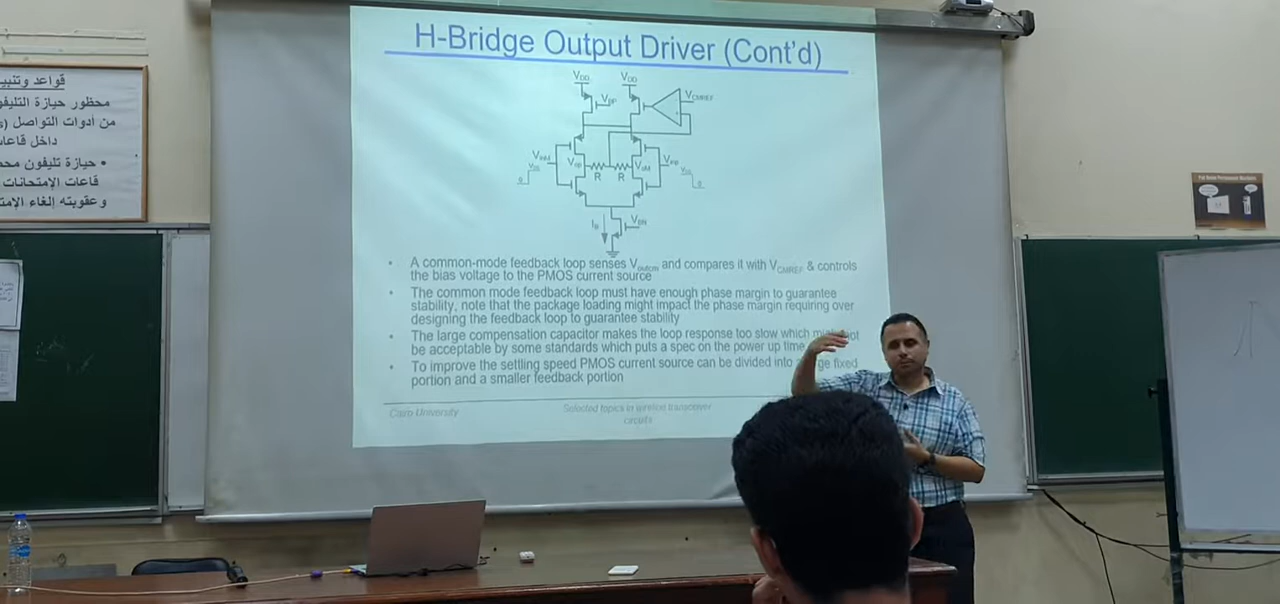 H-Bridge Output Driver (Cont'd)
VDD VDD
VBP
VCMREF
VINM
VOP
VOM
VINP
R R
IB
VBN
• A common-mode feedback loop senses Voutcm and compares it with VCMREF & controls
the bias voltage to the PMOS current source
• The common mode feedback loop must have enough phase margin to guarantee
stability, note that the package loading might impact the phase margin requiring over
designing the feedback loop to guarantee stability
• The large compensation capacitor makes the loop response too slow which
be acceptable by some standards which puts a spec on the power up time
• To improve the settling speed PMOS current source can be divided into fixed
portion and a smaller feedback portion
Cairo University
Selected topics in wireline transceiver
circuits
قواعد وتنبي
محظور حيازة التليفو
من أدوات التواصل
داخل قاعات
• حيازة تليفون مح
قاعات الإمتحانات
وعقوبته إلغاء الإمت